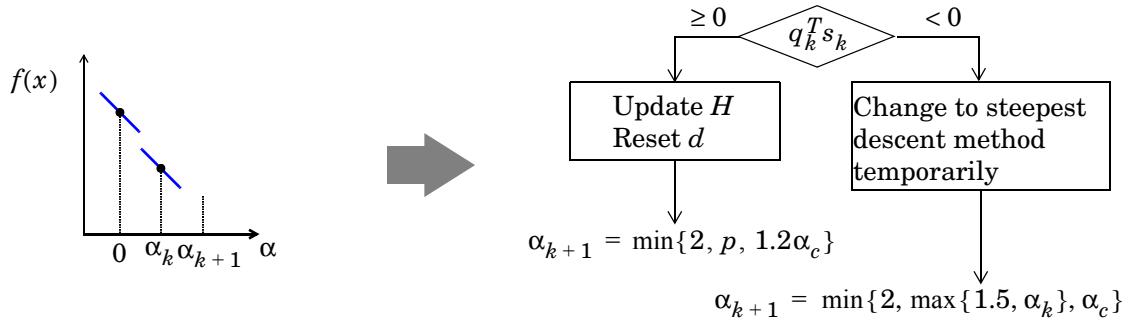 f(x)
0 α_k α_{k+1} α
≥ 0
< 0
q_k^T s_k
Update H
Reset d
Change to steepest
descent method
temporarily
α_{k+1} = min{2, p, 1.2α_c}
α_{k+1} = min{2, max{1.5, α_k}, α_c}